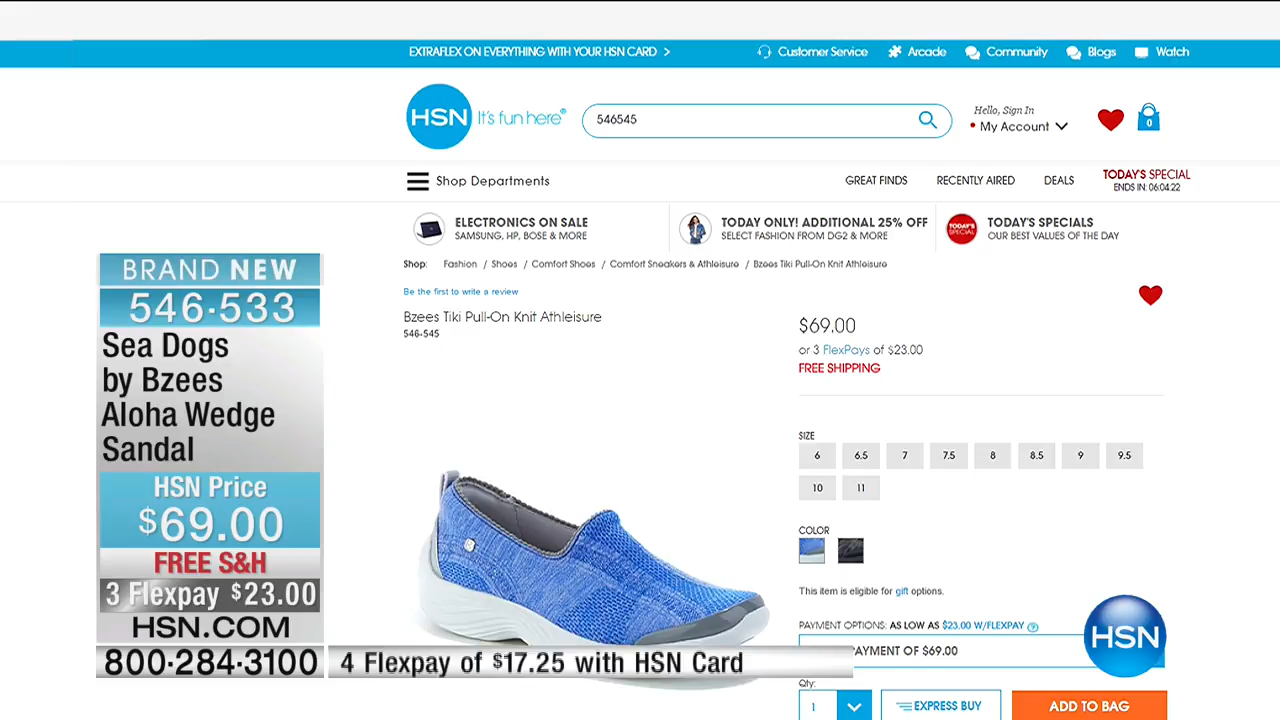 EXTRAFLEX ON EVERYTHING WITH YOUR HSN CARD >
Customer Service
Arcade
Community
Blogs
Watch
HSN It's fun here®
546545
Hello, Sign In
My Account
0
Shop Departments
GREAT FINDS
RECENTLY AIRED
DEALS
TODAY'S SPECIAL
ENDS IN: 06:04:22
ELECTRONICS ON SALE
SAMSUNG, HP, BOSE & MORE
TODAY ONLY! ADDITIONAL 25% OFF
SELECT FASHION FROM DG2 & MORE
TODAY'S SPECIAL
TODAY'S SPECIALS
OUR BEST VALUES OF THE DAY
Shop: Fashion / Shoes / Comfort Shoes / Comfort Sneakers & Athleisure / Bzees Tiki Pull-On Knit Athleisure
Be the first to write a review
Bzees Tiki Pull-On Knit Athleisure
546-545
$69.00
or 3 FlexPays of $23.00
FREE SHIPPING
SIZE
6 6.5 7 7.5 8 8.5 9 9.5
10 11
COLOR
This item is eligible for gift options.
PAYMENT OPTIONS: AS LOW AS $23.00 W/FLEXPAY ?
PAYMENT OF $69.00
Qty:
1
EXPRESS BUY
ADD TO BAG
BRAND NEW
546·533
Sea Dogs
by Bzees
Aloha Wedge
Sandal
HSN Price
$69.00
FREE S&H
3 Flexpay $23.00
HSN.COM
800·284·3100
4 Flexpay of $17.25 with HSN Card
HSN